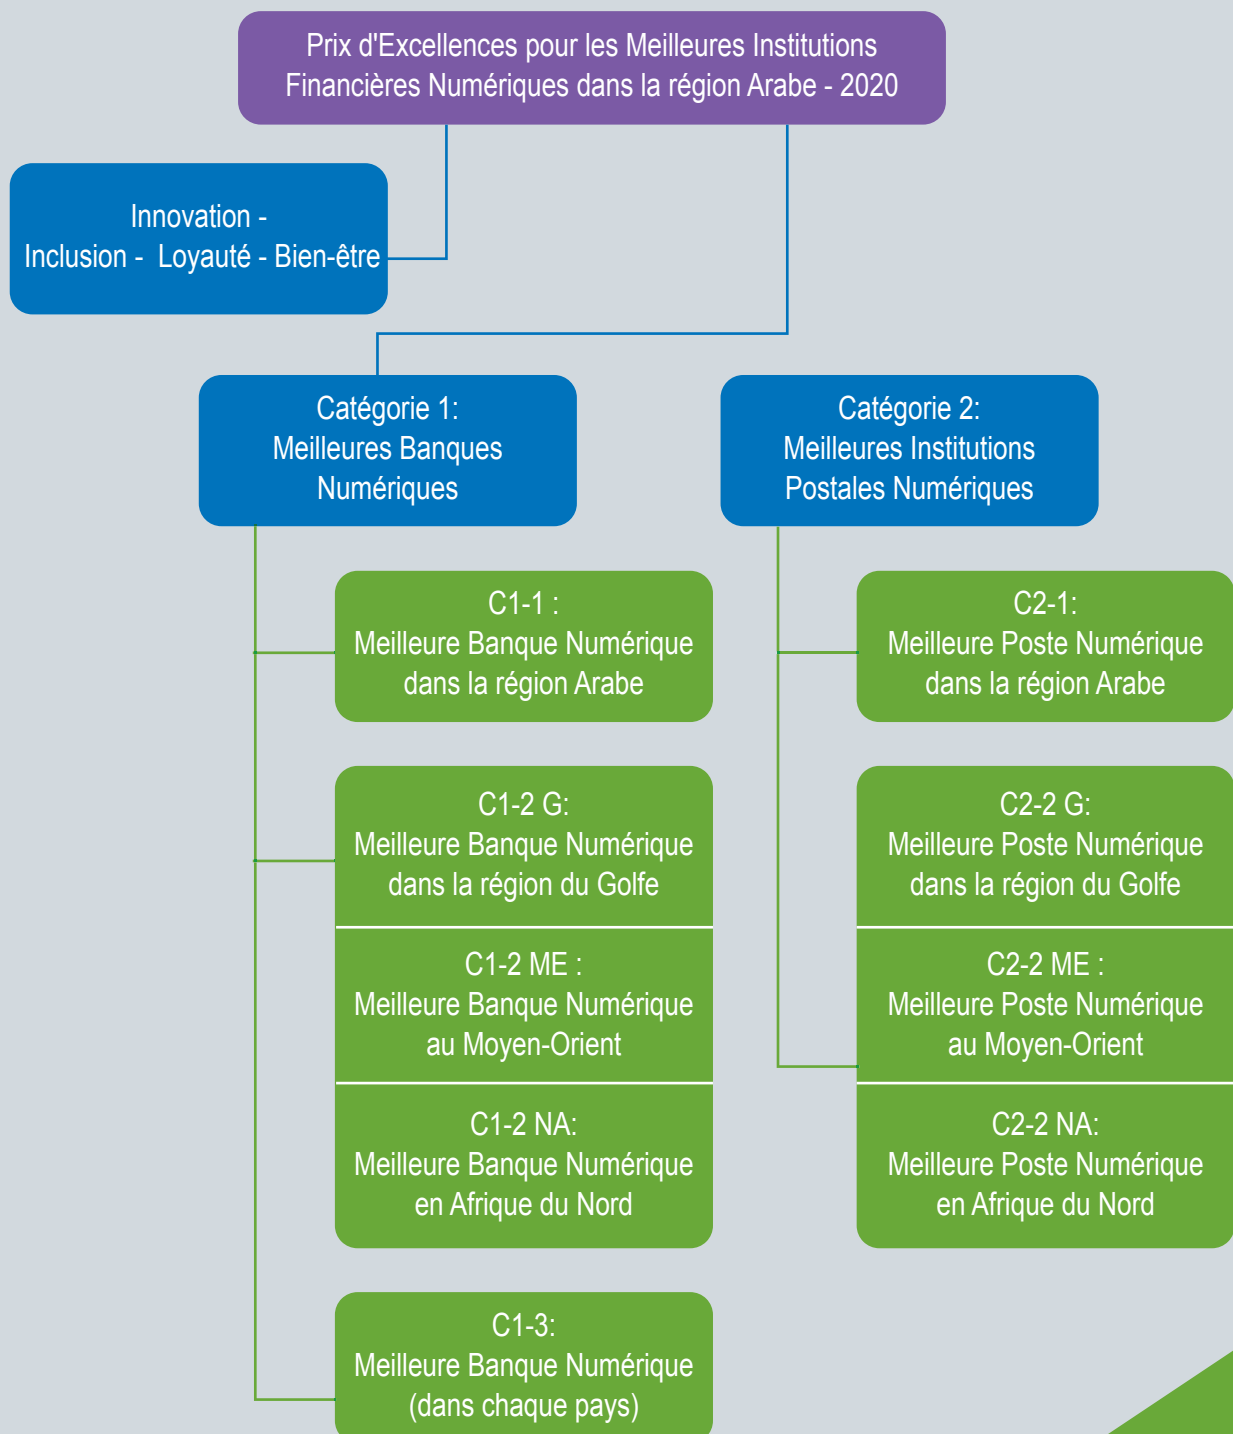 Prix d'Excellences pour les Meilleures Institutions
Financières Numériques dans la région Arabe - 2020
Innovation -
Inclusion - Loyauté - Bien-être
Catégorie 1:
Meilleures Banques
Numériques
Catégorie 2:
Meilleures Institutions
Postales Numériques
C1-1 :
Meilleure Banque Numérique
dans la région Arabe
C2-1:
Meilleure Poste Numérique
dans la région Arabe
C1-2 G:
Meilleure Banque Numérique
dans la région du Golfe
C2-2 G:
Meilleure Poste Numérique
dans la région du Golfe
C1-2 ME :
Meilleure Banque Numérique
au Moyen-Orient
C2-2 ME :
Meilleure Poste Numérique
au Moyen-Orient
C1-2 NA:
Meilleure Banque Numérique
en Afrique du Nord
C2-2 NA:
Meilleure Poste Numérique
en Afrique du Nord
C1-3:
Meilleure Banque Numérique
(dans chaque pays)